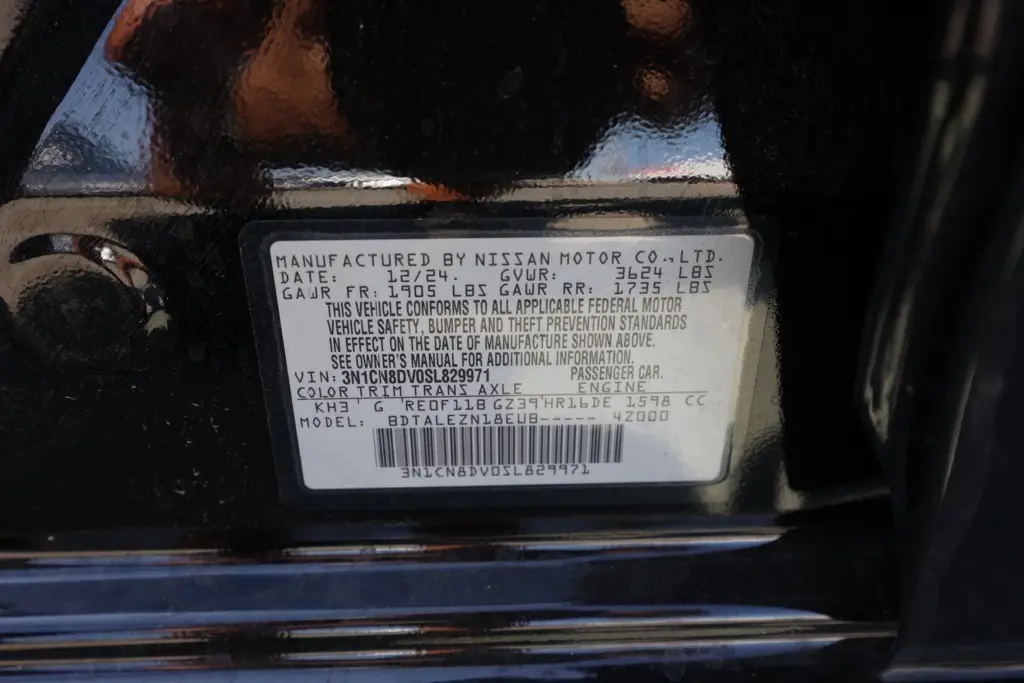 MANUFACTURED BY NISSAN MOTOR CO., LTD.
DATE: 12/24. GVWR: 3624 LBS
GAWR FR: 1905 LBS GAWR RR: 1735 LBS
THIS VEHICLE CONFORMS TO ALL APPLICABLE FEDERAL MOTOR
VEHICLE SAFETY, BUMPER AND THEFT PREVENTION STANDARDS
IN EFFECT ON THE DATE OF MANUFACTURE SHOWN ABOVE.
SEE OWNER'S MANUAL FOR ADDITIONAL INFORMATION.
VIN: 3N1CN8DV0SL829971 PASSENGER CAR.
COLOR TRIM TRANS AXLE ENGINE
KH3 G RE0F11B GZ39 HR16DE 1598 CC
MODEL: BDTALEZN18EUB----- 4Z000
3N1CN8DV0SL829971